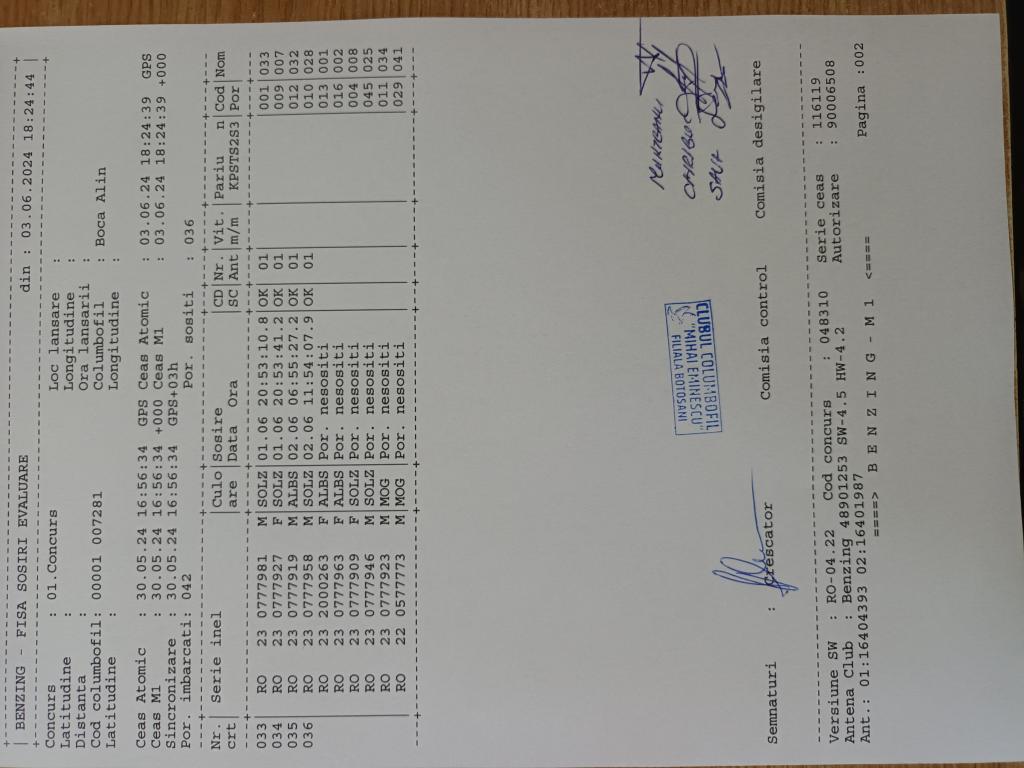 +---------------------------------------------------------------------+
| BENZING - FISA SOSIRI EVALUARE din : 03.06.2024 18:24:44 |
+---------------------------------------------------------------------+
Concurs : 01.Concurs Loc lansare :
Latitudine : Longitudine :
Distanta : Ora lansarii :
Cod columbofil: 00001 007281 Columbofil : Boca Alin
Latitudine : Longitudine :
Ceas Atomic : 30.05.24 16:56:34 GPS Ceas Atomic : 03.06.24 18:24:39 GPS
Ceas M1 : 30.05.24 16:56:34 +000 Ceas M1 : 03.06.24 18:24:39 +000
Sincronizare : 30.05.24 16:56:34 GPS+03h
Por. imbarcati: 042 Por. sositi : 036
Nr.| Serie inel |Culo|Sosire |CD|Nr.|Vit.|Pariu n|Cod|Nom
crt| |are |Data Ora |SC|Ant|m/m | KPSTS2S3|Por|
033 | RO 23 0777981 M|SOLZ|01.06 20:53:10.8|OK| 01| | |001|033
034 | RO 23 0777927 F|SOLZ|01.06 20:53:41.2|OK| 01| | |009|007
035 | RO 23 0777919 M|ALBS|02.06 06:55:27.2|OK| 01| | |012|032
036 | RO 23 0777958 M|SOLZ|02.06 11:54:07.9|OK| 01| | |010|028
| RO 23 2000263 F|ALBS|Por. nesositi | | | | |013|001
| RO 23 0777963 F|ALBS|Por. nesositi | | | | |016|002
| RO 23 0777909 F|SOLZ|Por. nesositi | | | | |004|008
| RO 23 0777946 M|SOLZ|Por. nesositi | | | | |045|025
| RO 23 0777923 M|MOG |Por. nesositi | | | | |011|034
| RO 22 0577773 M|MOG |Por. nesositi | | | | |029|041
CLUBUL COLUMBOFIL
"MIHAI EMINESCU"
FILIALA BOTOSANI
Semnaturi : Crescator Comisia control Comisia desigilare
Versiune SW : RO-04.22 Cod concurs : 048310 Serie ceas : 116119
Antena Club : Benzing 48901253 SW-4.5 HW-4.2 Autorizare : 90006508
Ant.: 01:16404393 02:16401987 Pagina :002
====> B E N Z I N G - M 1 <====